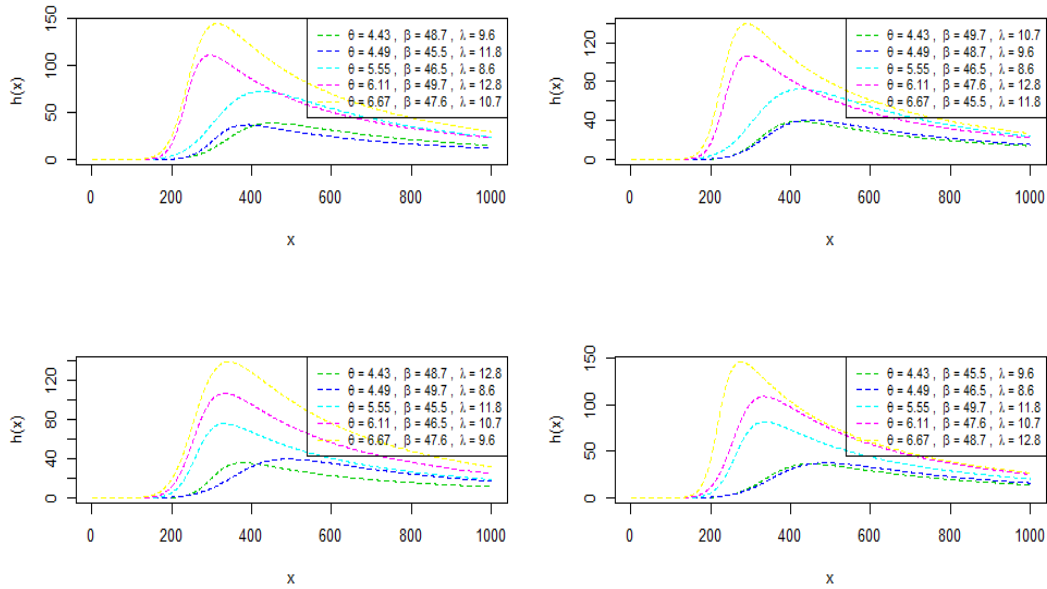 h(x)
150
100
50
0
θ = 4.43 , β = 48.7 , λ = 9.6
θ = 4.49 , β = 45.5 , λ = 11.8
θ = 5.55 , β = 46.5 , λ = 8.6
θ = 6.11 , β = 49.7 , λ = 12.8
θ = 6.67 , β = 47.6 , λ = 10.7
0 200 400 600 800 1000
x
h(x)
120
80
40
0
θ = 4.43 , β = 49.7 , λ = 10.7
θ = 4.49 , β = 48.7 , λ = 9.6
θ = 5.55 , β = 46.5 , λ = 8.6
θ = 6.11 , β = 47.6 , λ = 12.8
θ = 6.67 , β = 45.5 , λ = 11.8
0 200 400 600 800 1000
x
h(x)
120
80
40
0
θ = 4.43 , β = 46.5 , λ = 12.8
θ = 4.49 , β = 49.7 , λ = 8.6
θ = 5.55 , β = 45.5 , λ = 11.8
θ = 6.11 , β = 46.5 , λ = 10.7
θ = 6.67 , β = 47.6 , λ = 9.6
0 200 400 600 800 1000
x
h(x)
150
100
50
0
θ = 4.43 , β = 45.5 , λ = 9.6
θ = 4.49 , β = 46.5 , λ = 8.6
θ = 5.55 , β = 49.7 , λ = 11.8
θ = 6.11 , β = 47.6 , λ = 10.7
θ = 6.67 , β = 48.7 , λ = 12.8
0 200 400 600 800 1000
x